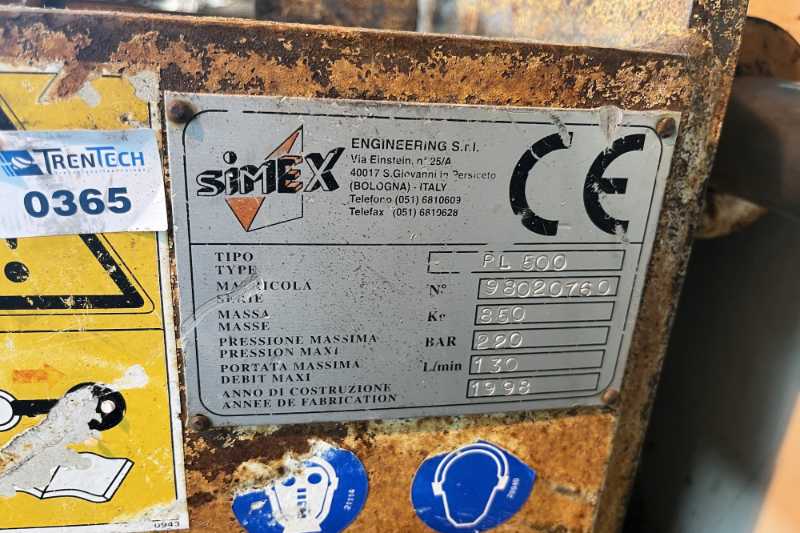 TRENTECH
0365
SIMEX
ENGINEERING S.r.l.
Via Einstein, n° 25/A
40017 S.Giovanni in Persiceto
(BOLOGNA) - ITALY
Telefono (051) 6810609
Telefax (051) 6819628
CE
TIPO
TYPE PL 500
MATRICOLA
SERIE N° 98020760
MASSA
MASSE Kg 850
PRESSIONE MASSIMA
PRESSION MAXI BAR 220
PORTATA MASSIMA
DEBIT MAXI L/min 130
ANNO DI COSTRUZIONE
ANNEE DE FABRICATION 1998
0943
21114